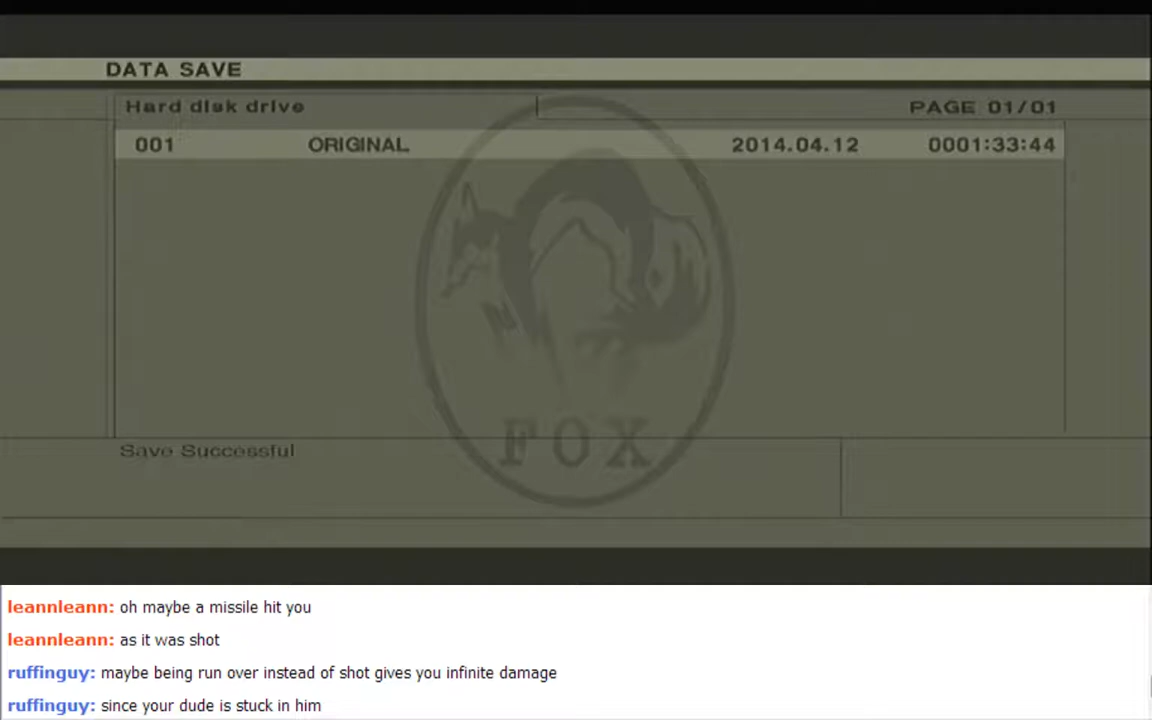 DATA SAVE
Hard disk drive PAGE 01/01
001 ORIGINAL 2014.04.12 0001:33:44
FOX
Save Successful
leannleann: oh maybe a missile hit you
leannleann: as it was shot
ruffinguy: maybe being run over instead of shot gives you infinite damage
ruffinguy: since your dude is stuck in him